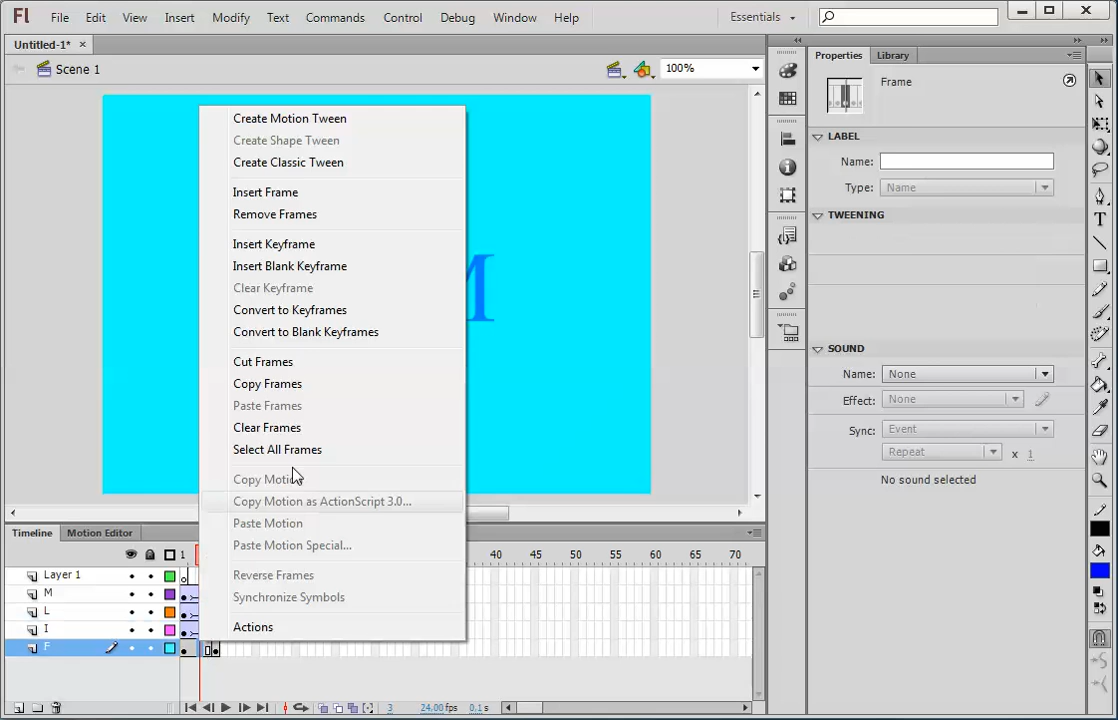 Fl File Edit View Insert Modify Text Commands Control Debug Window Help Essentials
Untitled-1* ×
Properties Library
Scene 1
100%
Frame
LABEL
Name:
Type: Name
TWEENING
SOUND
Name: None
Effect: None
Sync: Event
Repeat x 1
No sound selected
M
Create Motion Tween
Create Shape Tween
Create Classic Tween
Insert Frame
Remove Frames
Insert Keyframe
Insert Blank Keyframe
Clear Keyframe
Convert to Keyframes
Convert to Blank Keyframes
Cut Frames
Copy Frames
Paste Frames
Clear Frames
Select All Frames
Copy Motion
Copy Motion as ActionScript 3.0...
Paste Motion
Paste Motion Special...
Reverse Frames
Synchronize Symbols
Actions
Timeline Motion Editor
1 40 45 50 55 60 65 70
Layer 1
M
L
I
F
3 24.00fps 0.1s